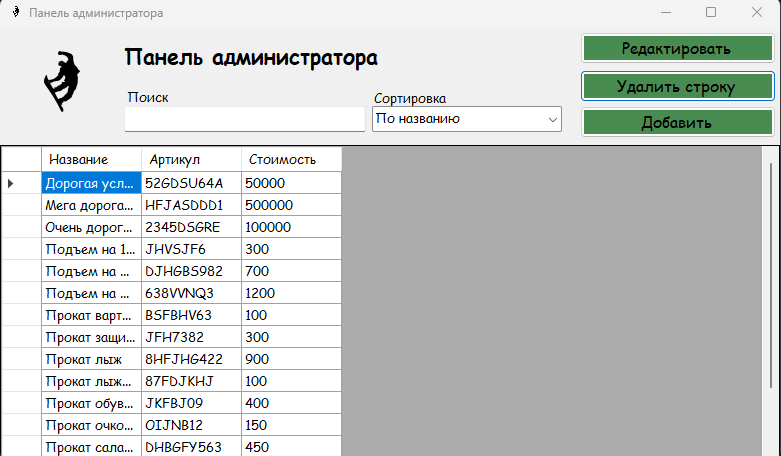 Панель администратора
Панель администратора
Поиск
Сортировка
По названию
Редактировать
Удалить строку
Добавить
Название Артикул Стоимость
Дорогая усл... 52GDSU64A 50000
Мега дорога... HFJASDDD1 500000
Очень дорог... 2345DSGRE 100000
Подъем на 1... JHVSJF6 300
Подъем на ... DJHGBS982 700
Подъем на ... 638VVNQ3 1200
Прокат варт... BSFBHV63 100
Прокат защи... JFH7382 300
Прокат лыж 8HFJHG422 900
Прокат лыж... 87FDJKHJ 100
Прокат обув... JKFBJ09 400
Прокат очко... OIJNB12 150
Прокат сала... DHBGFY563 450